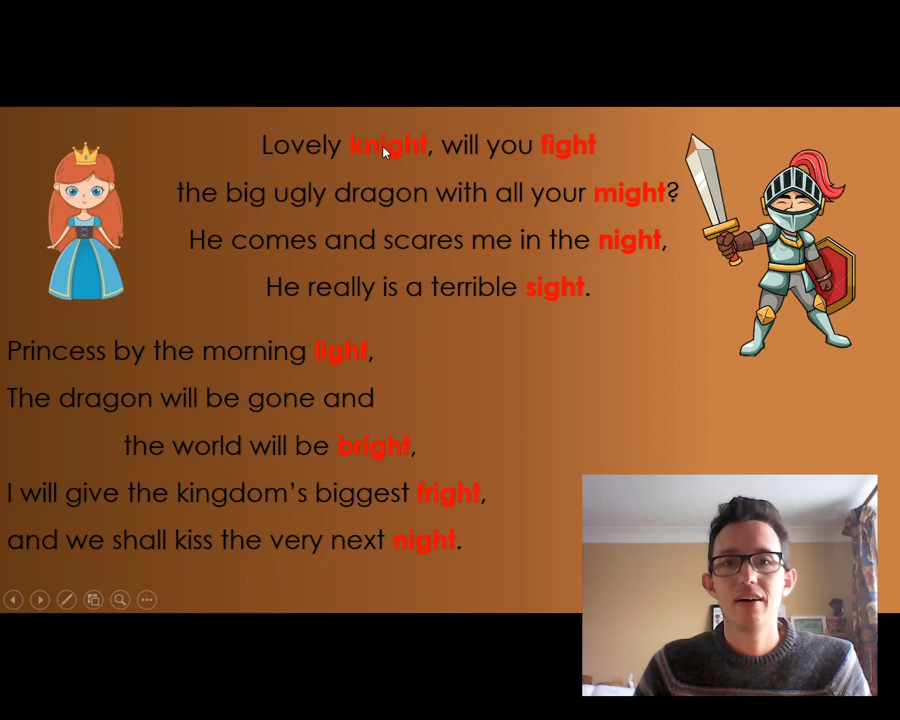 Lovely knight, will you fight
the big ugly dragon with all your might?
He comes and scares me in the night,
He really is a terrible sight.
Princess by the morning light,
The dragon will be gone and
the world will be bright,
I will give the kingdom’s biggest fright,
and we shall kiss the very next night.